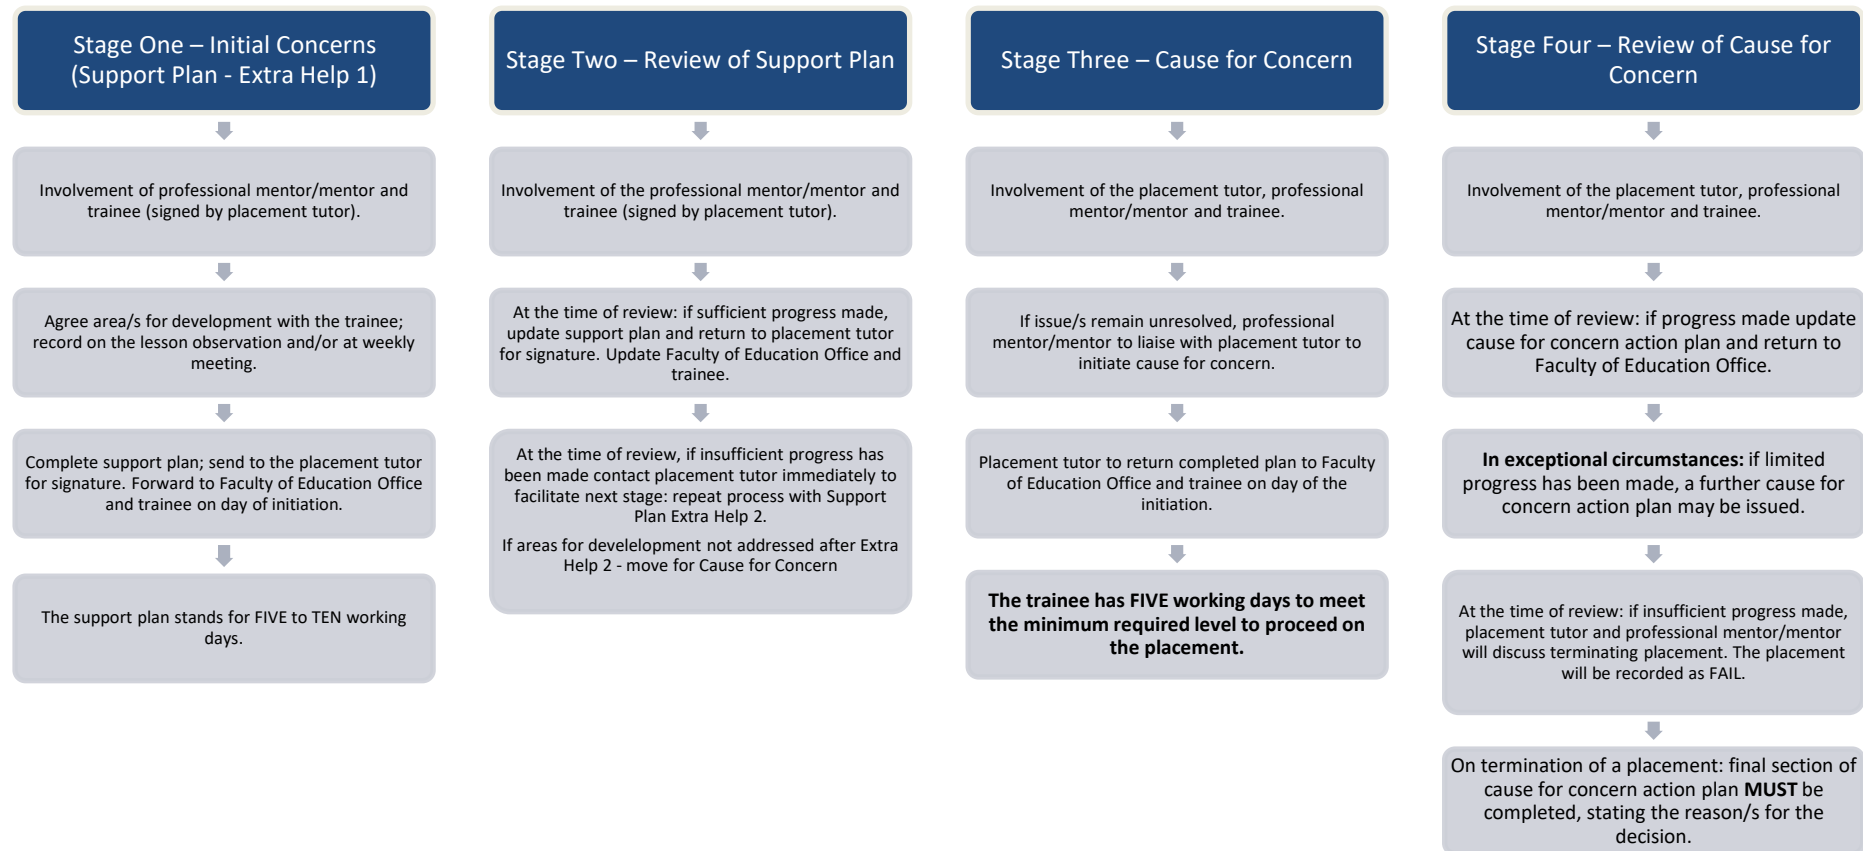 Stage One – Initial Concerns
(Support Plan - Extra Help 1)
Involvement of professional mentor/mentor and
trainee (signed by placement tutor).
Agree area/s for development with the trainee;
record on the lesson observation and/or at weekly
meeting.
Complete support plan; send to the placement tutor
for signature. Forward to Faculty of Education Office
and trainee on day of initiation.
The support plan stands for FIVE to TEN working
days.
Stage Two – Review of Support Plan
Involvement of the professional mentor/mentor and
trainee (signed by placement tutor).
At the time of review: if sufficient progress made,
update support plan and return to placement tutor
for signature. Update Faculty of Education Office and
trainee.
At the time of review, if insufficient progress has
been made contact placement tutor immediately to
facilitate next stage: repeat process with Support
Plan Extra Help 2.
If areas for develelopment not addressed after Extra
Help 2 - move for Cause for Concern
Stage Three – Cause for Concern
Involvement of the placement tutor, professional
mentor/mentor and trainee.
If issue/s remain unresolved, professional
mentor/mentor to liaise with placement tutor to
initiate cause for concern.
Placement tutor to return completed plan to Faculty
of Education Office and trainee on day of the
initiation.
The trainee has FIVE working days to meet
the minimum required level to proceed on
the placement.
Stage Four – Review of Cause for
Concern
Involvement of the placement tutor, professional
mentor/mentor and trainee.
At the time of review: if progress made update
cause for concern action plan and return to
Faculty of Education Office.
In exceptional circumstances: if limited
progress has been made, a further cause for
concern action plan may be issued.
At the time of review: if insufficient progress made,
placement tutor and professional mentor/mentor
will discuss terminating placement. The placement
will be recorded as FAIL.
On termination of a placement: final section of
cause for concern action plan MUST be
completed, stating the reason/s for the
decision.